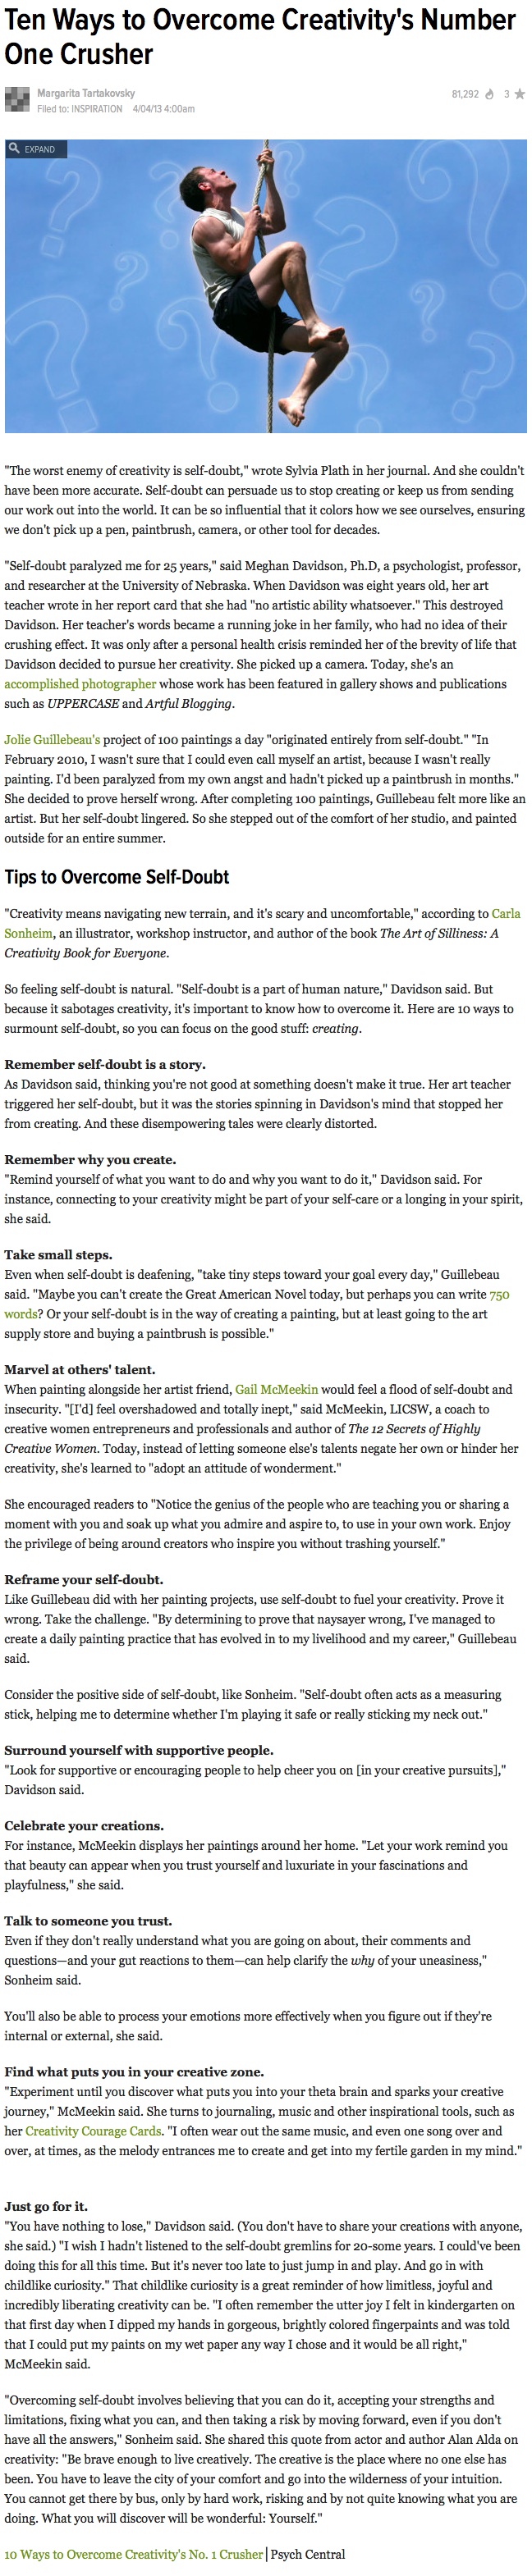 Ten Ways to Overcome Creativity's Number
One Crusher
Margarita Tartakovsky
81,292 3
Filed to: INSPIRATION 4/04/13 4:00am
EXPAND
"The worst enemy of creativity is self-doubt," wrote Sylvia Plath in her journal. And she couldn't
have been more accurate. Self-doubt can persuade us to stop creating or keep us from sending
our work out into the world. It can be so influential that it colors how we see ourselves, ensuring
we don't pick up a pen, paintbrush, camera, or other tool for decades.
"Self-doubt paralyzed me for 25 years," said Meghan Davidson, Ph.D, a psychologist, professor,
and researcher at the University of Nebraska. When Davidson was eight years old, her art
teacher wrote in her report card that she had "no artistic ability whatsoever." This destroyed
Davidson. Her teacher's words became a running joke in her family, who had no idea of their
crushing effect. It was only after a personal health crisis reminded her of the brevity of life that
Davidson decided to pursue her creativity. She picked up a camera. Today, she's an
accomplished photographer whose work has been featured in gallery shows and publications
such as UPPERCASE and Artful Blogging.
Jolie Guillebeau's project of 100 paintings a day "originated entirely from self-doubt." "In
February 2010, I wasn't sure that I could even call myself an artist, because I wasn't really
painting. I'd been paralyzed from my own angst and hadn't picked up a paintbrush in months."
She decided to prove herself wrong. After completing 100 paintings, Guillebeau felt more like an
artist. But her self-doubt lingered. So she stepped out of the comfort of her studio, and painted
outside for an entire summer.
Tips to Overcome Self-Doubt
"Creativity means navigating new terrain, and it's scary and uncomfortable," according to Carla
Sonheim, an illustrator, workshop instructor, and author of the book The Art of Silliness: A
Creativity Book for Everyone.
So feeling self-doubt is natural. "Self-doubt is a part of human nature," Davidson said. But
because it sabotages creativity, it's important to know how to overcome it. Here are 10 ways to
surmount self-doubt, so you can focus on the good stuff: creating.
Remember self-doubt is a story.
As Davidson said, thinking you're not good at something doesn't make it true. Her art teacher
triggered her self-doubt, but it was the stories spinning in Davidson's mind that stopped her
from creating. And these disempowering tales were clearly distorted.
Remember why you create.
"Remind yourself of what you want to do and why you want to do it," Davidson said. For
instance, connecting to your creativity might be part of your self-care or a longing in your spirit,
she said.
Take small steps.
Even when self-doubt is deafening, "take tiny steps toward your goal every day," Guillebeau
said. "Maybe you can't create the Great American Novel today, but perhaps you can write 750
words? Or your self-doubt is in the way of creating a painting, but at least going to the art
supply store and buying a paintbrush is possible."
Marvel at others' talent.
When painting alongside her artist friend, Gail McMeekin would feel a flood of self-doubt and
insecurity. "[I'd] feel overshadowed and totally inept," said McMeekin, LICSW, a coach to
creative women entrepreneurs and professionals and author of The 12 Secrets of Highly
Creative Women. Today, instead of letting someone else's talents negate her own or hinder her
creativity, she's learned to "adopt an attitude of wonderment."
She encouraged readers to "Notice the genius of the people who are teaching you or sharing a
moment with you and soak up what you admire and aspire to, to use in your own work. Enjoy
the privilege of being around creators who inspire you without trashing yourself."
Reframe your self-doubt.
Like Guillebeau did with her painting projects, use self-doubt to fuel your creativity. Prove it
wrong. Take the challenge. "By determining to prove that naysayer wrong, I've managed to
create a daily painting practice that has evolved in to my livelihood and my career," Guillebeau
said.
Consider the positive side of self-doubt, like Sonheim. "Self-doubt often acts as a measuring
stick, helping me to determine whether I'm playing it safe or really sticking my neck out."
Surround yourself with supportive people.
"Look for supportive or encouraging people to help cheer you on [in your creative pursuits],"
Davidson said.
Celebrate your creations.
For instance, McMeekin displays her paintings around her home. "Let your work remind you
that beauty can appear when you trust yourself and luxuriate in your fascinations and
playfulness," she said.
Talk to someone you trust.
Even if they don't really understand what you are going on about, their comments and
questions—and your gut reactions to them—can help clarify the why of your uneasiness,"
Sonheim said.
You'll also be able to process your emotions more effectively when you figure out if they're
internal or external, she said.
Find what puts you in your creative zone.
"Experiment until you discover what puts you into your theta brain and sparks your creative
journey," McMeekin said. She turns to journaling, music and other inspirational tools, such as
her Creativity Courage Cards. "I often wear out the same music, and even one song over and
over, at times, as the melody entrances me to create and get into my fertile garden in my mind."
Just go for it.
"You have nothing to lose," Davidson said. (You don't have to share your creations with anyone,
she said.) "I wish I hadn't listened to the self-doubt gremlins for 20-some years. I could've been
doing this for all this time. But it's never too late to just jump in and play. And go in with
childlike curiosity." That childlike curiosity is a great reminder of how limitless, joyful and
incredibly liberating creativity can be. "I often remember the utter joy I felt in kindergarten on
that first day when I dipped my hands in gorgeous, brightly colored fingerpaints and was told
that I could put my paints on my wet paper any way I chose and it would be all right,"
McMeekin said.
"Overcoming self-doubt involves believing that you can do it, accepting your strengths and
limitations, fixing what you can, and then taking a risk by moving forward, even if you don't
have all the answers," Sonheim said. She shared this quote from actor and author Alan Alda on
creativity: "Be brave enough to live creatively. The creative is the place where no one else has
been. You have to leave the city of your comfort and go into the wilderness of your intuition.
You cannot get there by bus, only by hard work, risking and by not quite knowing what you are
doing. What you will discover will be wonderful: Yourself."
10 Ways to Overcome Creativity's No. 1 Crusher | Psych Central